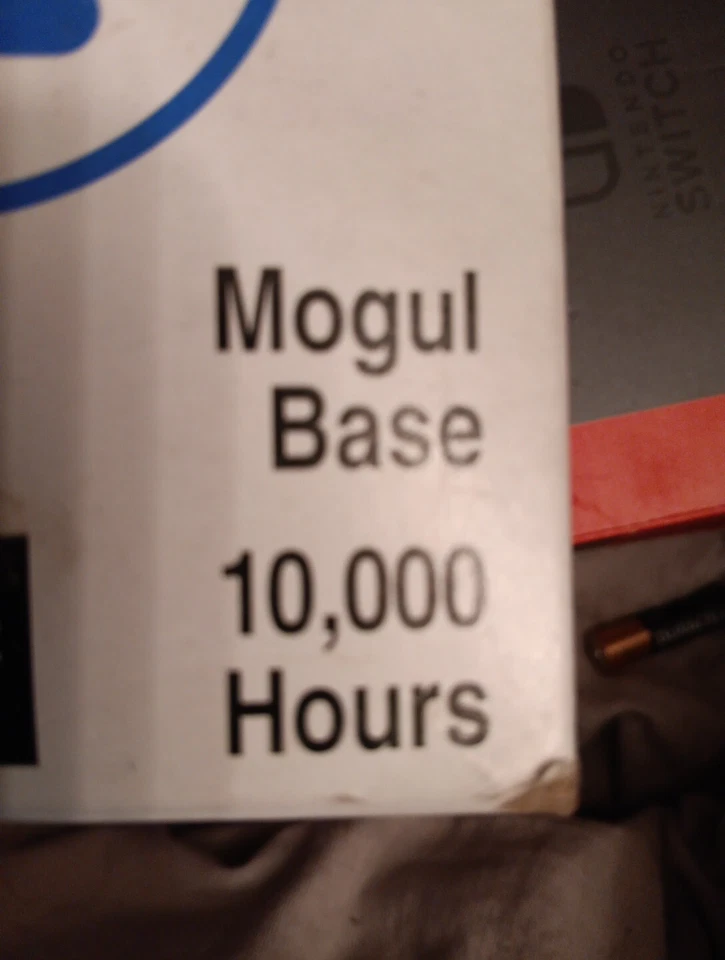 Mogul
Base
10,000
Hours
NINTENDO
SWITCH